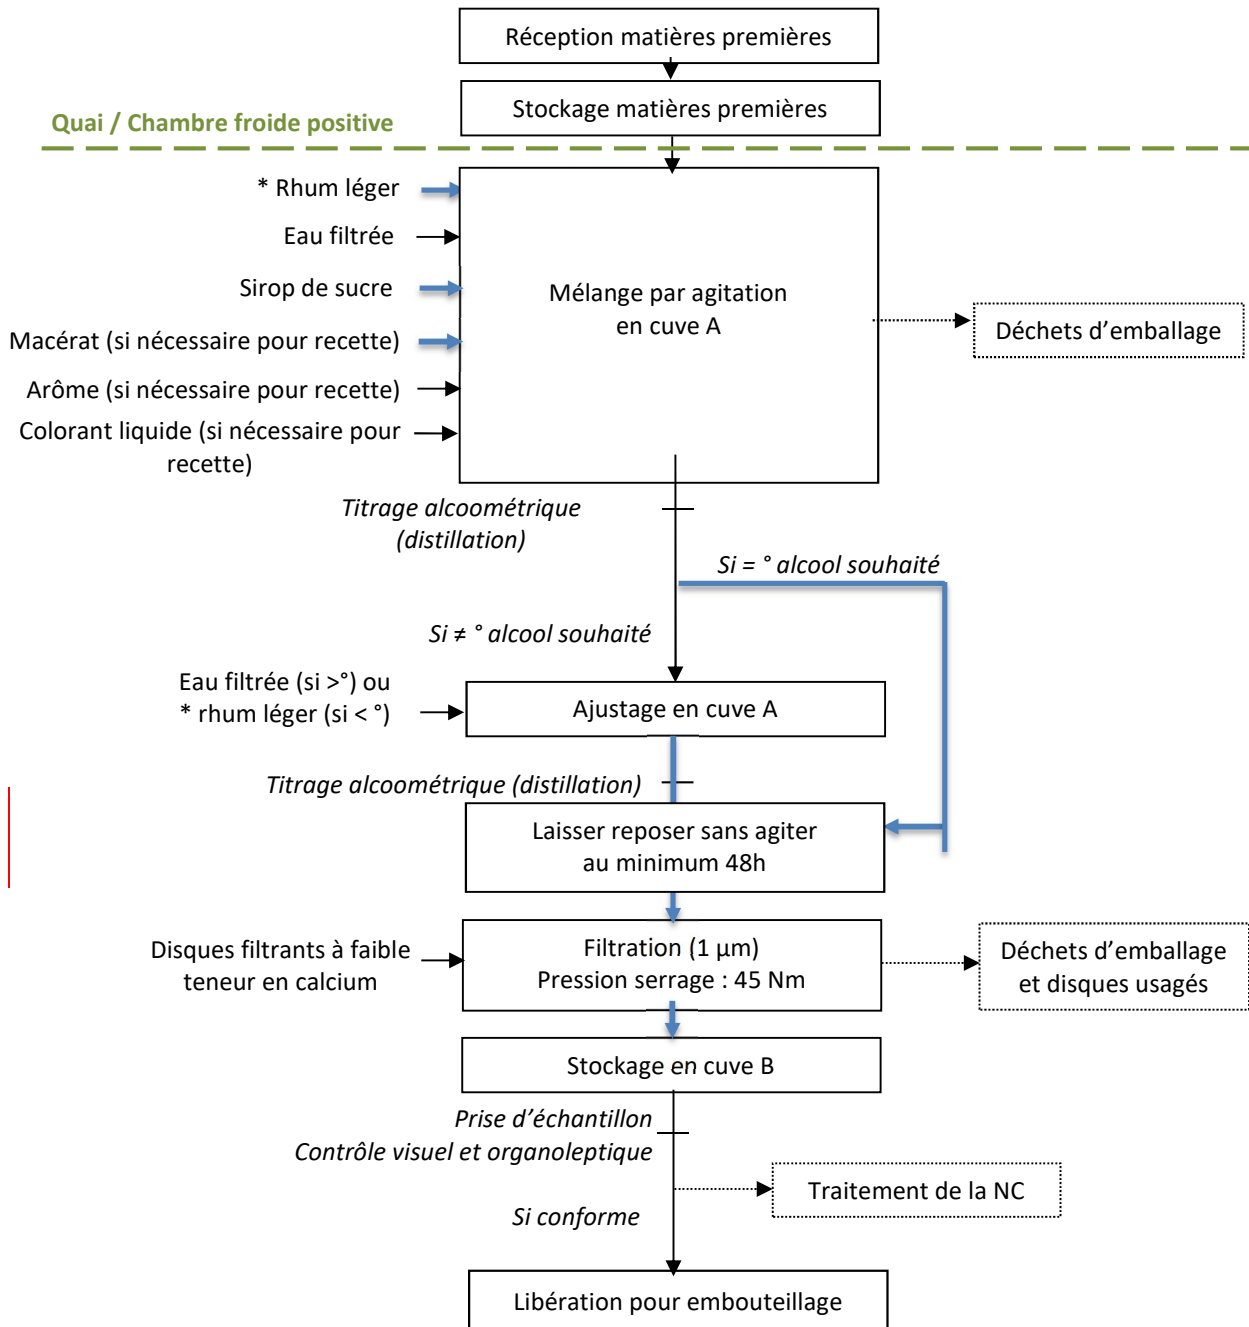 Réception matières premières
Stockage matières premières
Quai / Chambre froide positive
* Rhum léger
Eau filtrée
Sirop de sucre
Macérat (si nécessaire pour recette)
Arôme (si nécessaire pour recette)
Colorant liquide (si nécessaire pour
recette)
Mélange par agitation
en cuve A
Déchets d’emballage
Titrage alcoométrique
(distillation)
Si = ° alcool souhaité
Si ≠ ° alcool souhaité
Eau filtrée (si >°) ou
* rhum léger (si < °)
Ajustage en cuve A
Titrage alcoométrique (distillation)
Laisser reposer sans agiter
au minimum 48h
Disques filtrants à faible
teneur en calcium
Filtration (1 µm)
Pression serrage : 45 Nm
Déchets d’emballage
et disques usagés
Stockage en cuve B
Prise d’échantillon
Contrôle visuel et organoleptique
Traitement de la NC
Si conforme
Libération pour embouteillage